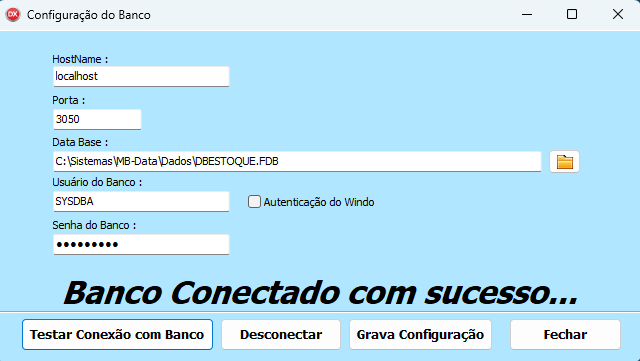 DX Configuração do Banco
HostName :
localhost
Porta :
3050
Data Base :
C:\Sistemas\MB-Data\Dados\DBESTOQUE.FDB
Usuário do Banco :
SYSDBA
Autenticação do Windo
Senha do Banco :
•••••••••
Banco Conectado com sucesso...
Testar Conexão com Banco Desconectar Grava Configuração Fechar